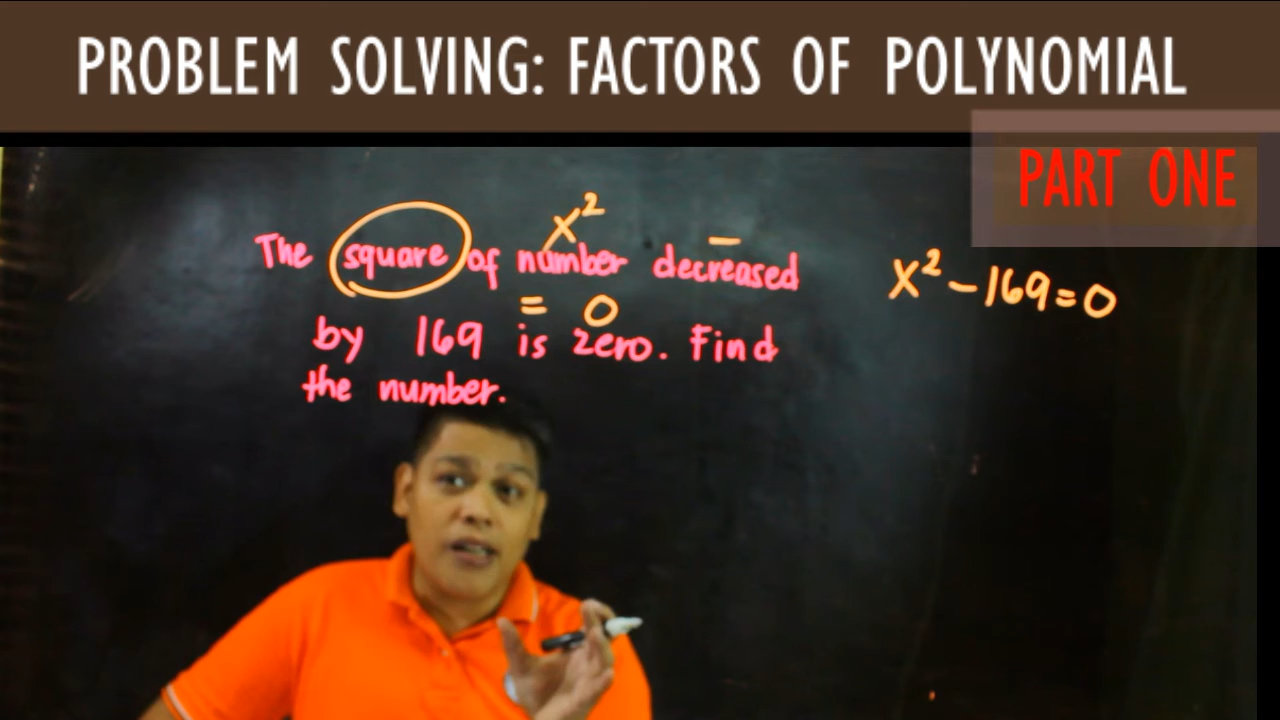 PROBLEM SOLVING: FACTORS OF POLYNOMIAL
PART ONE
x²
−
The square of number decreased
= 0
by 169 is zero. Find
the number.
x² − 169 = 0